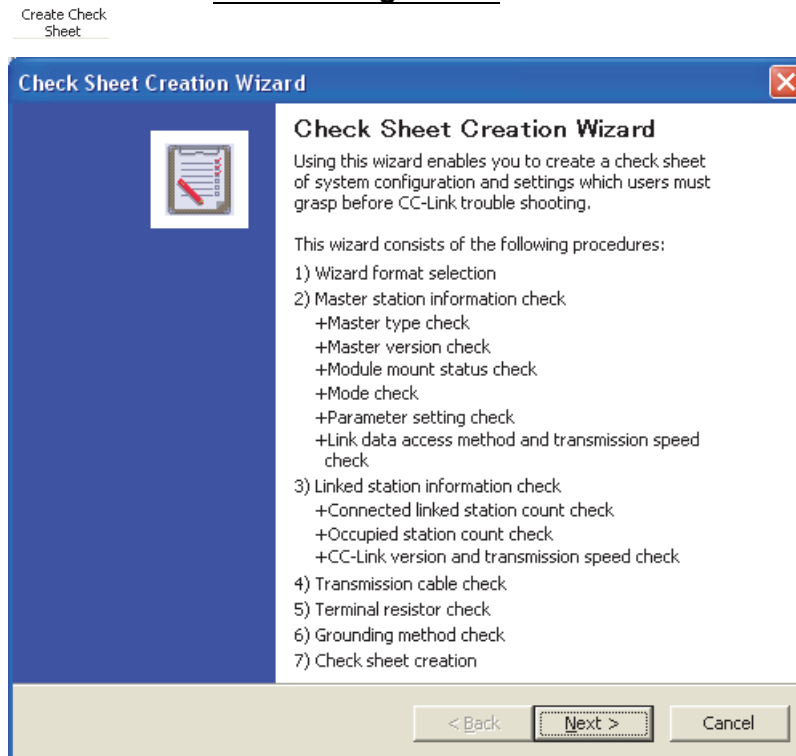 Create Check
Sheet
Check Sheet Creation Wizard
Check Sheet Creation Wizard
Using this wizard enables you to create a check sheet
of system configuration and settings which users must
grasp before CC-Link trouble shooting.
This wizard consists of the following procedures:
1) Wizard format selection
2) Master station information check
+Master type check
+Master version check
+Module mount status check
+Mode check
+Parameter setting check
+Link data access method and transmission speed
check
3) Linked station information check
+Connected linked station count check
+Occupied station count check
+CC-Link version and transmission speed check
4) Transmission cable check
5) Terminal resistor check
6) Grounding method check
7) Check sheet creation
< Back Next > Cancel